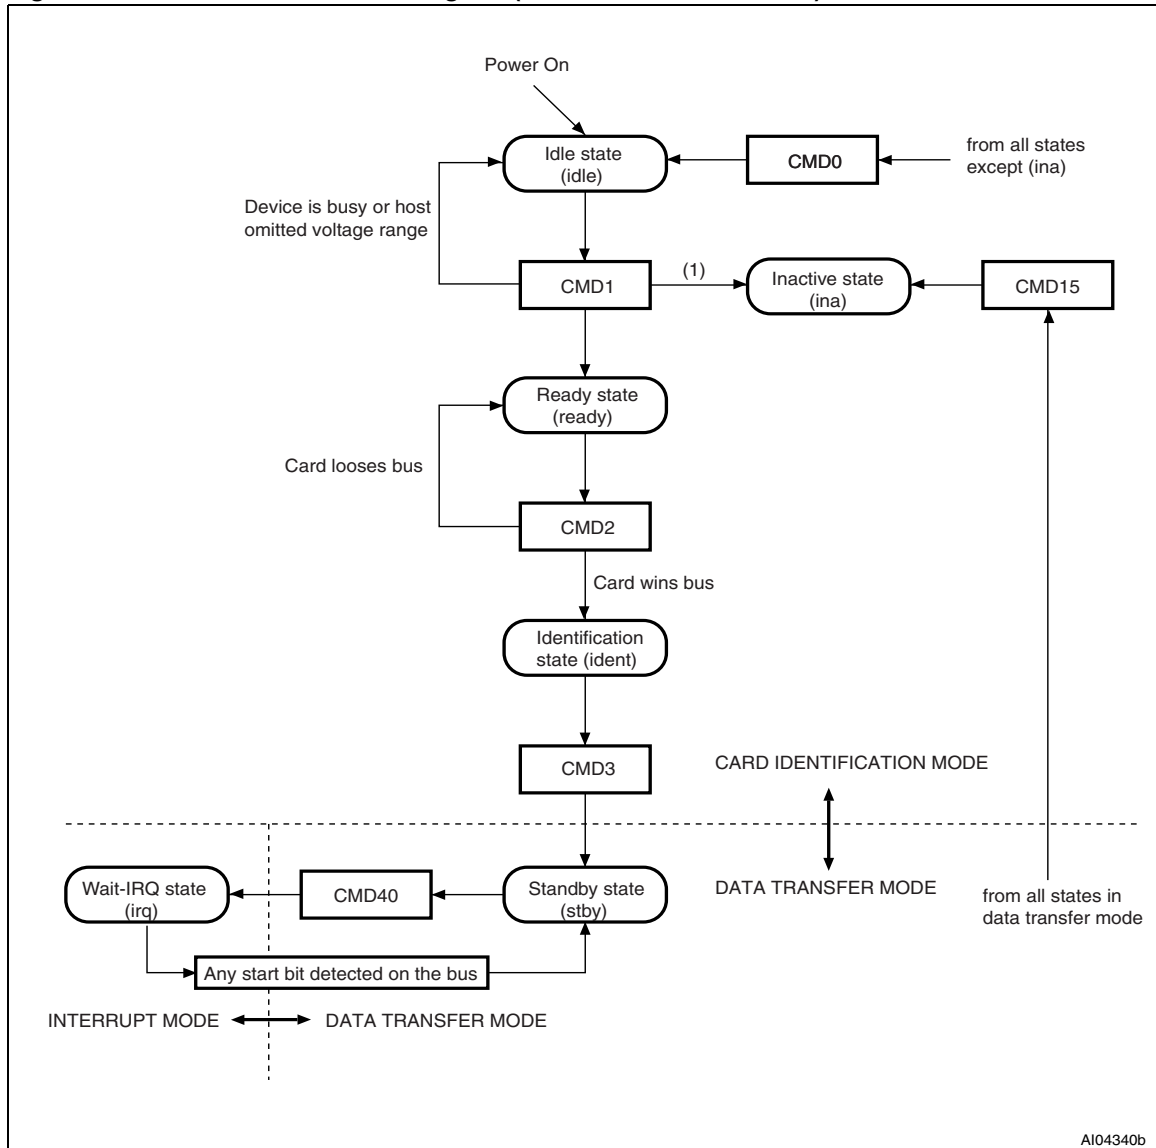 Power On
Idle state
(idle)
CMD0
from all states
except (ina)
Device is busy or host
omitted voltage range
CMD1
(1)
Inactive state
(ina)
CMD15
Ready state
(ready)
Card looses bus
CMD2
Card wins bus
Identification
state (ident)
CMD3
CARD IDENTIFICATION MODE
Wait-IRQ state
(irq)
CMD40
Standby state
(stby)
DATA TRANSFER MODE
from all states in
data transfer mode
Any start bit detected on the bus
INTERRUPT MODE
DATA TRANSFER MODE
AI04340b